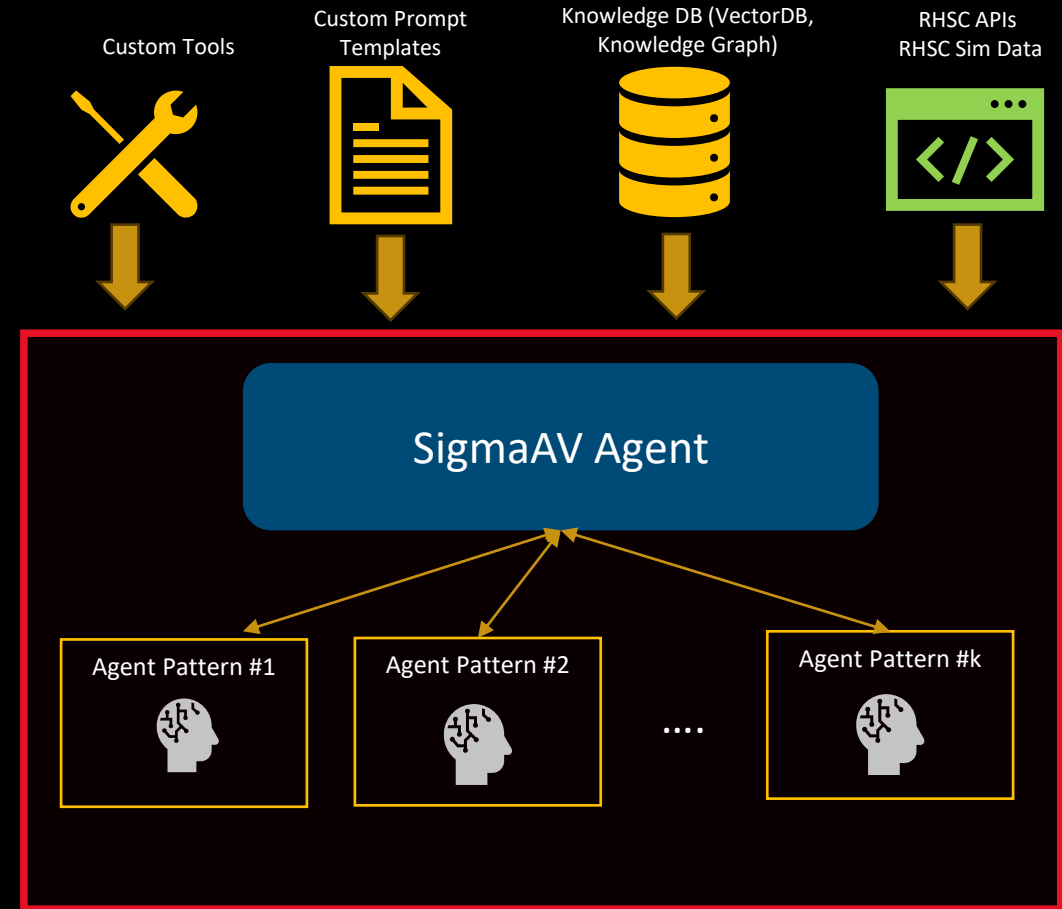 Custom Tools
Custom Prompt
Templates
Knowledge DB (VectorDB,
Knowledge Graph)
RHSC APIs
RHSC Sim Data
</>
SigmaAV Agent
Agent Pattern #1
Agent Pattern #2
....
Agent Pattern #k